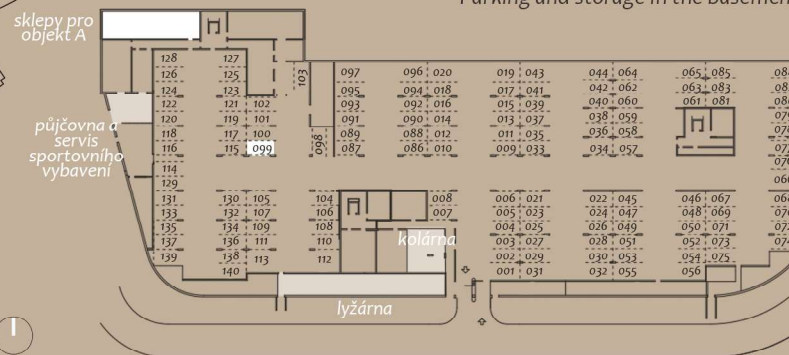 Parking and storage in the basemen
sklepy pro
objekt A
128 127
126 125
124 123
122 121 102
120 119 101
118 117 100
116 115 099
114
129
103
098
097 096 020 019 043 044 064 065 085
095 094 018 017 041 042 062 063 083
093 092 016 015 039 040 060 061 081
091 090 014 013 037 038 059
089 088 012 011 035 036 058
087 086 010 009 033 034 057
půjčovna a
servis
sportovního
vybavení
131 130 105 104 008 006 021 022 045 046 067
133 132 107 106 007 005 023 024 047 048 069
135 134 109 108 004 025 026 049 050 071
137 136 111 110 003 027 028 051 052 073
139 138 113 112 002 029 030 053 054 075
140 001 031 032 055 056
kolárna
lyžárna